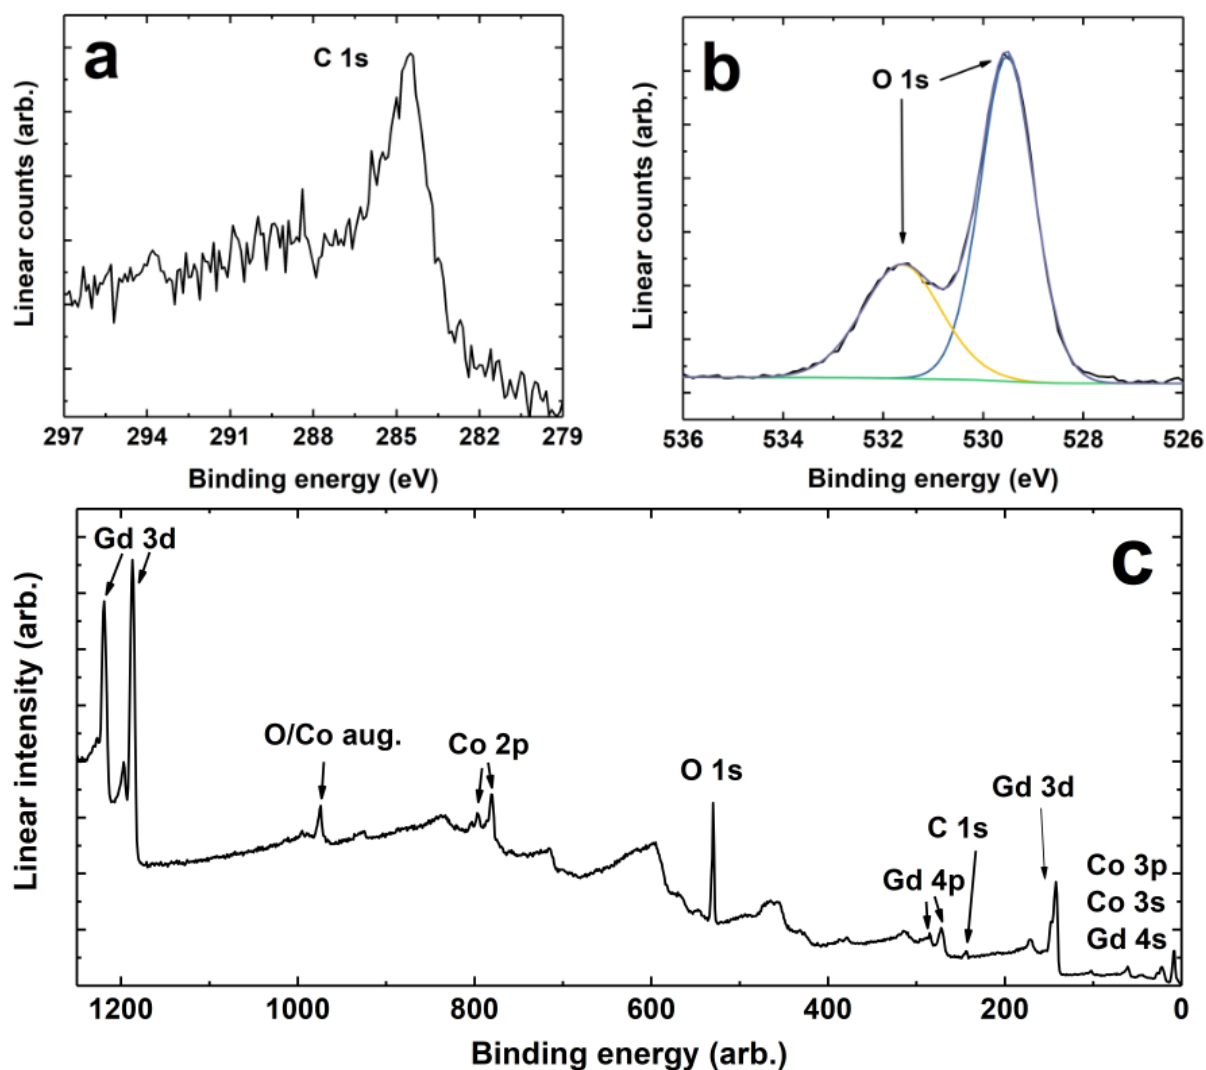 a
C 1s
Linear counts (arb.)
297 294 291 288 285 282 279
Binding energy (eV)
b
O 1s
Linear counts (arb.)
536 534 532 530 528 526
Binding energy (eV)
c
Gd 3d
O/Co aug.
Co 2p
O 1s
Gd 4p
C 1s
Gd 3d
Co 3p
Co 3s
Gd 4s
Linear intensity (arb.)
1200 1000 800 600 400 200 0
Binding energy (arb.)